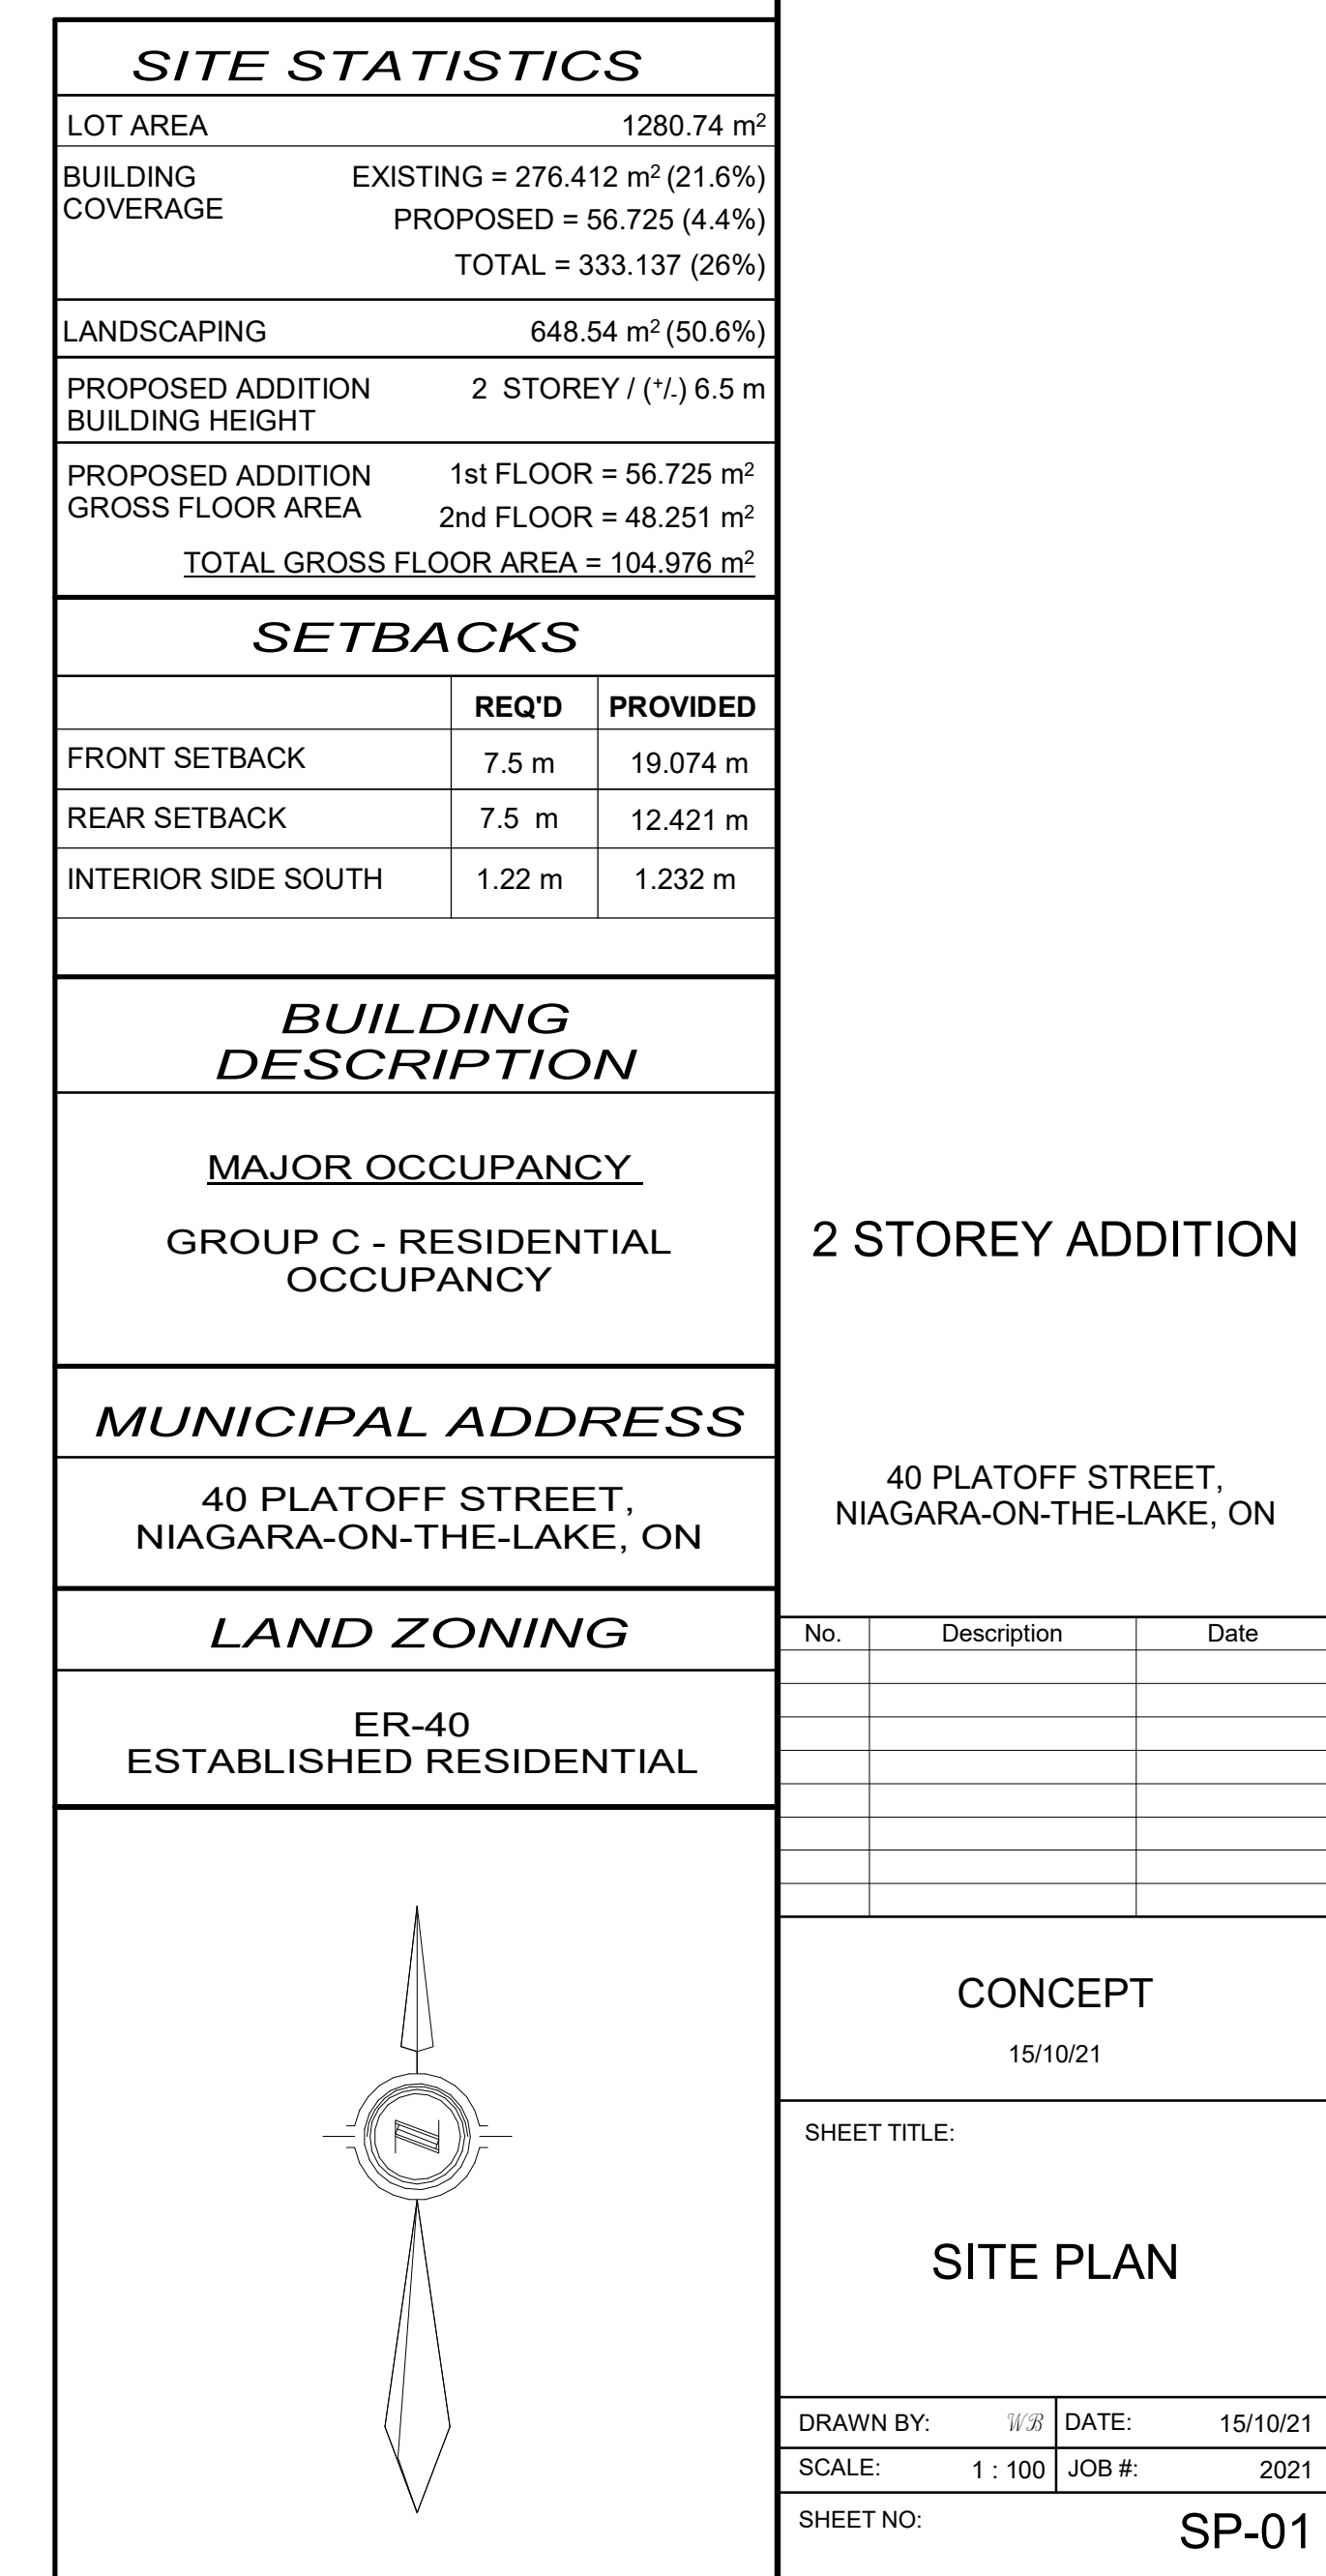 SITE STATISTICS
LOT AREA 1280.74 m²
BUILDING COVERAGE EXISTING = 276.412 m² (21.6%)
PROPOSED = 56.725 (4.4%)
TOTAL = 333.137 (26%)
LANDSCAPING 648.54 m² (50.6%)
PROPOSED ADDITION BUILDING HEIGHT 2 STOREY / (+/-) 6.5 m
PROPOSED ADDITION GROSS FLOOR AREA 1st FLOOR = 56.725 m²
2nd FLOOR = 48.251 m²
TOTAL GROSS FLOOR AREA = 104.976 m²
SETBACKS
REQ'D PROVIDED
FRONT SETBACK 7.5 m 19.074 m
REAR SETBACK 7.5 m 12.421 m
INTERIOR SIDE SOUTH 1.22 m 1.232 m
BUILDING
DESCRIPTION
MAJOR OCCUPANCY
GROUP C - RESIDENTIAL
OCCUPANCY
MUNICIPAL ADDRESS
40 PLATOFF STREET,
NIAGARA-ON-THE-LAKE, ON
LAND ZONING
ER-40
ESTABLISHED RESIDENTIAL
N
2 STOREY ADDITION
40 PLATOFF STREET,
NIAGARA-ON-THE-LAKE, ON
No. Description Date
CONCEPT
15/10/21
SHEET TITLE:
SITE PLAN
DRAWN BY: WB DATE: 15/10/21
SCALE: 1 : 100 JOB #: 2021
SHEET NO: SP-01